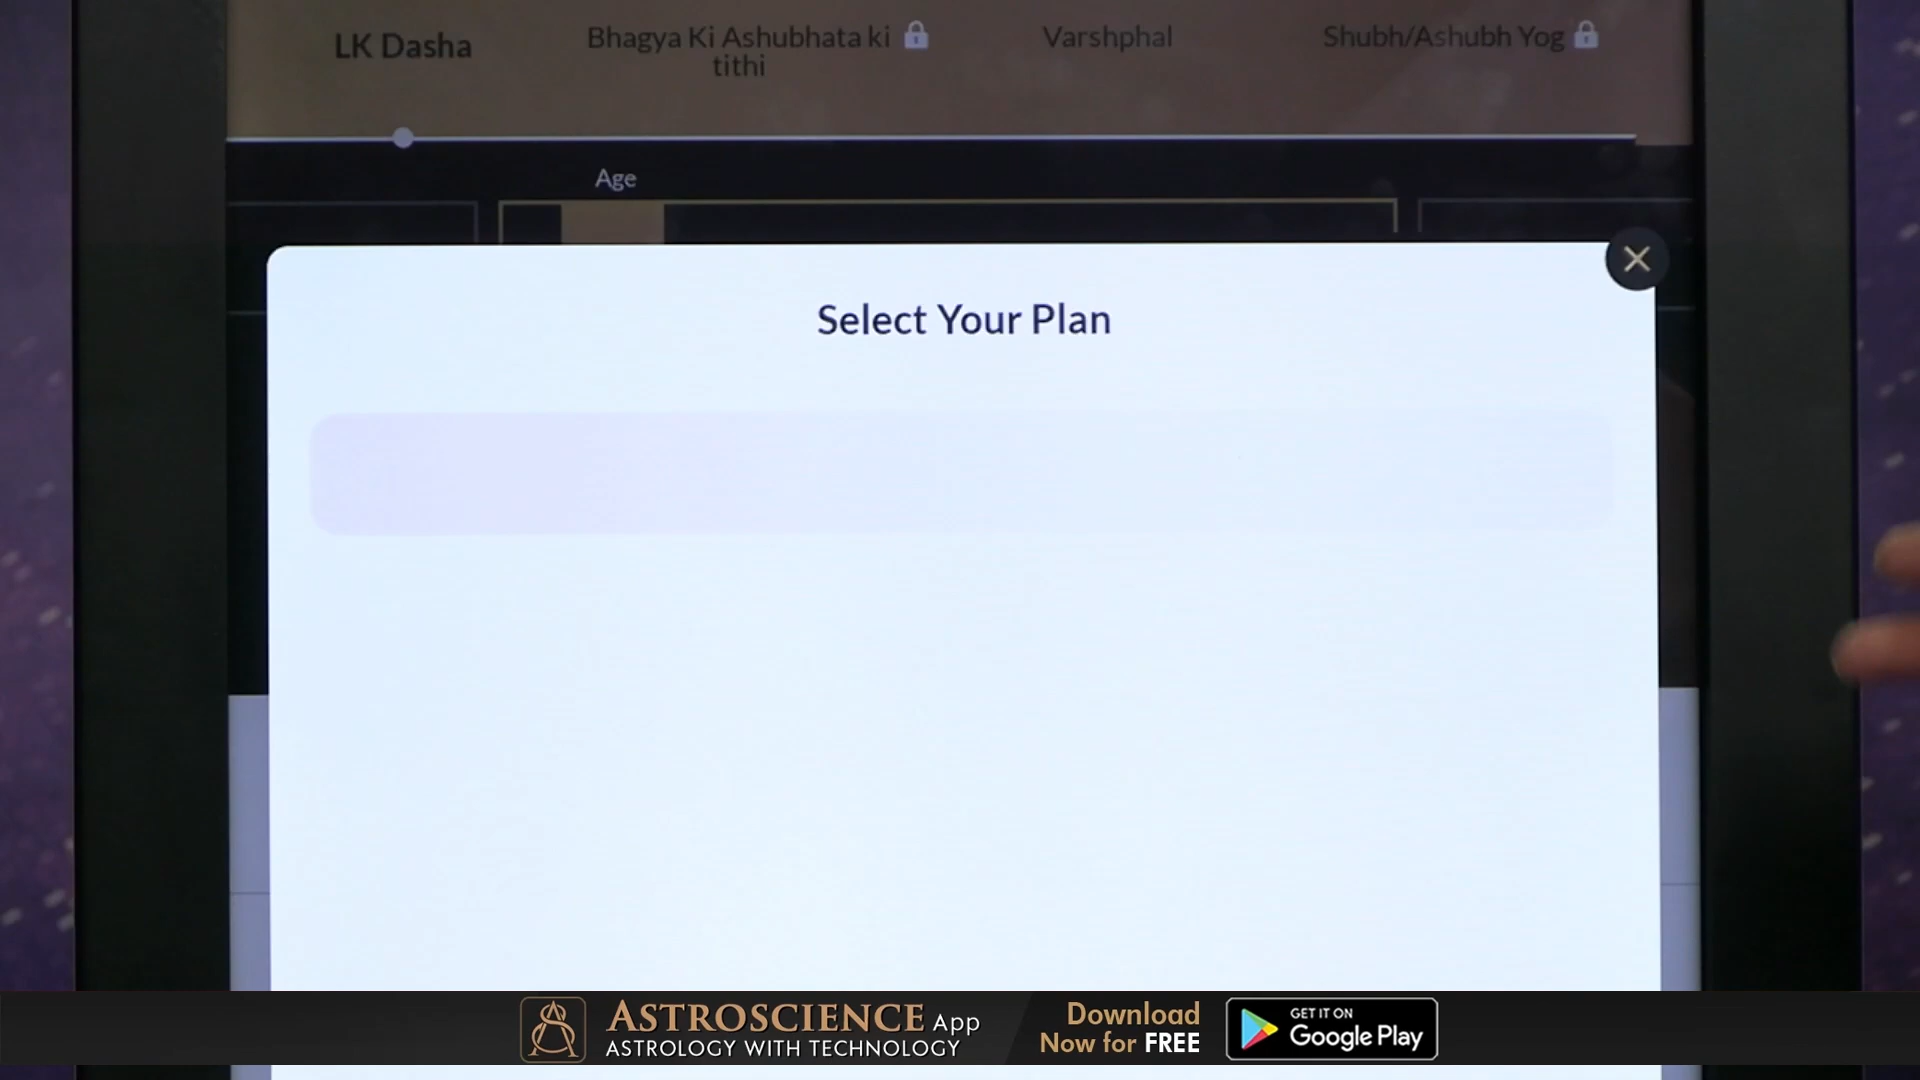 LK Dasha
Bhagya Ki Ashubhata ki
tithi
Varshphal
Shubh/Ashubh Yog
Age
Select Your Plan
ASTROSCIENCE App
ASTROLOGY WITH TECHNOLOGY
Download
Now for FREE
GET IT ON
Google Play